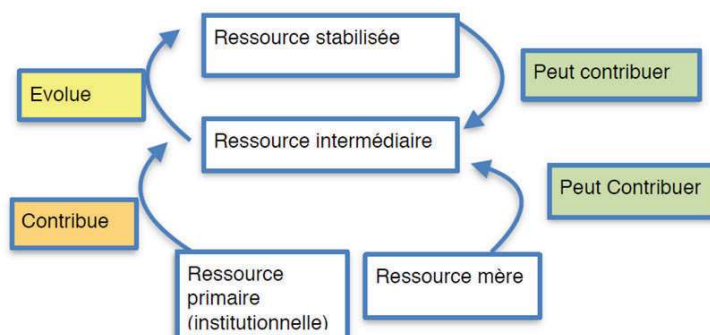 Ressource stabilisée
Peut contribuer
Evolue
Ressource intermédiaire
Peut Contribuer
Contribue
Ressource
primaire
(institutionnelle)
Ressource mère